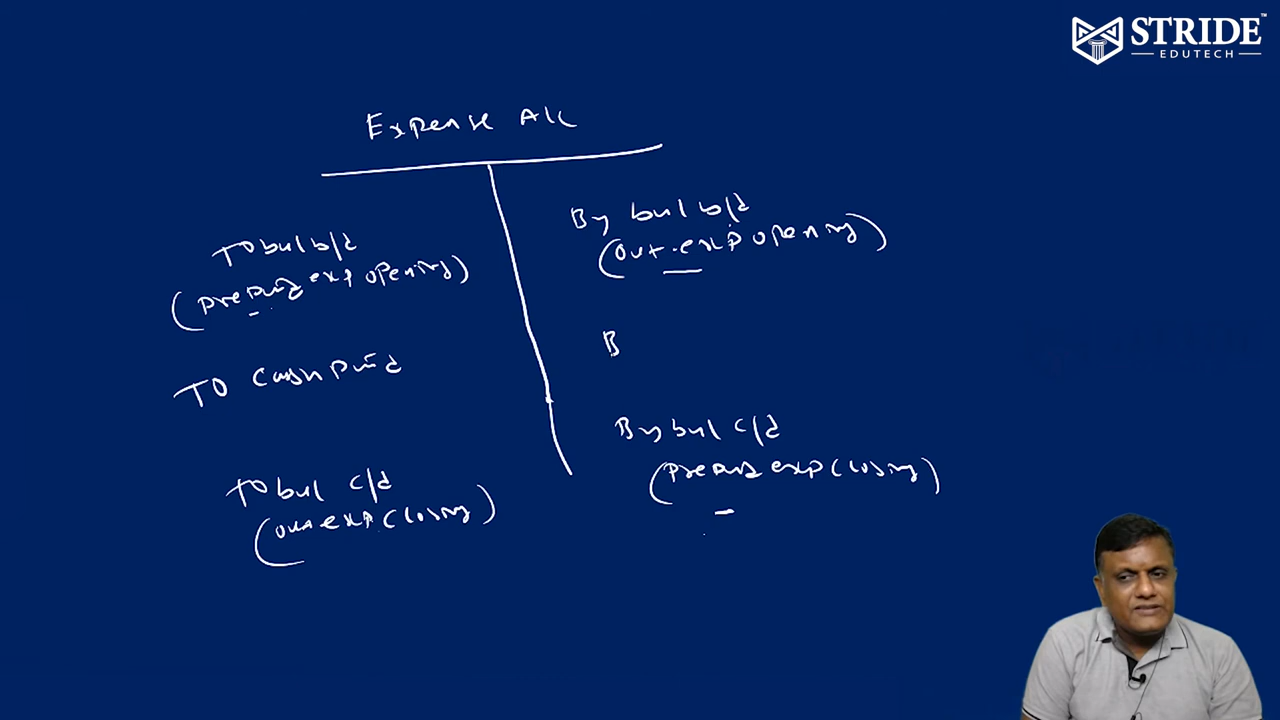 STRIDE™
EDUTECH
Expense A/c
To bal b/d
(prepaid exp opening)
To Cash paid
To bal c/d
(out exp closing)
By bal b/d
(out. exp opening)
B
By bal c/d
(prepaid exp closing)